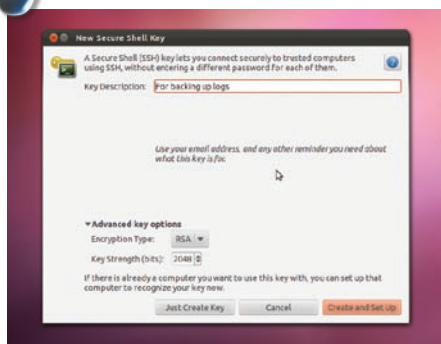 New Secure Shell Key
A Secure Shell (SSH) key lets you connect securely to trusted computers
using SSH, without entering a different password for each of them.
Key Description: For backing up logs
Use your email address, and any other reminder you need about
what this key is for.
Advanced key options
Encryption Type: RSA
Key Strength (bits): 2048
If there is already a computer you want to use this key with, you can set up that
computer to recognize your key now.
Just Create Key Cancel Create and Set Up